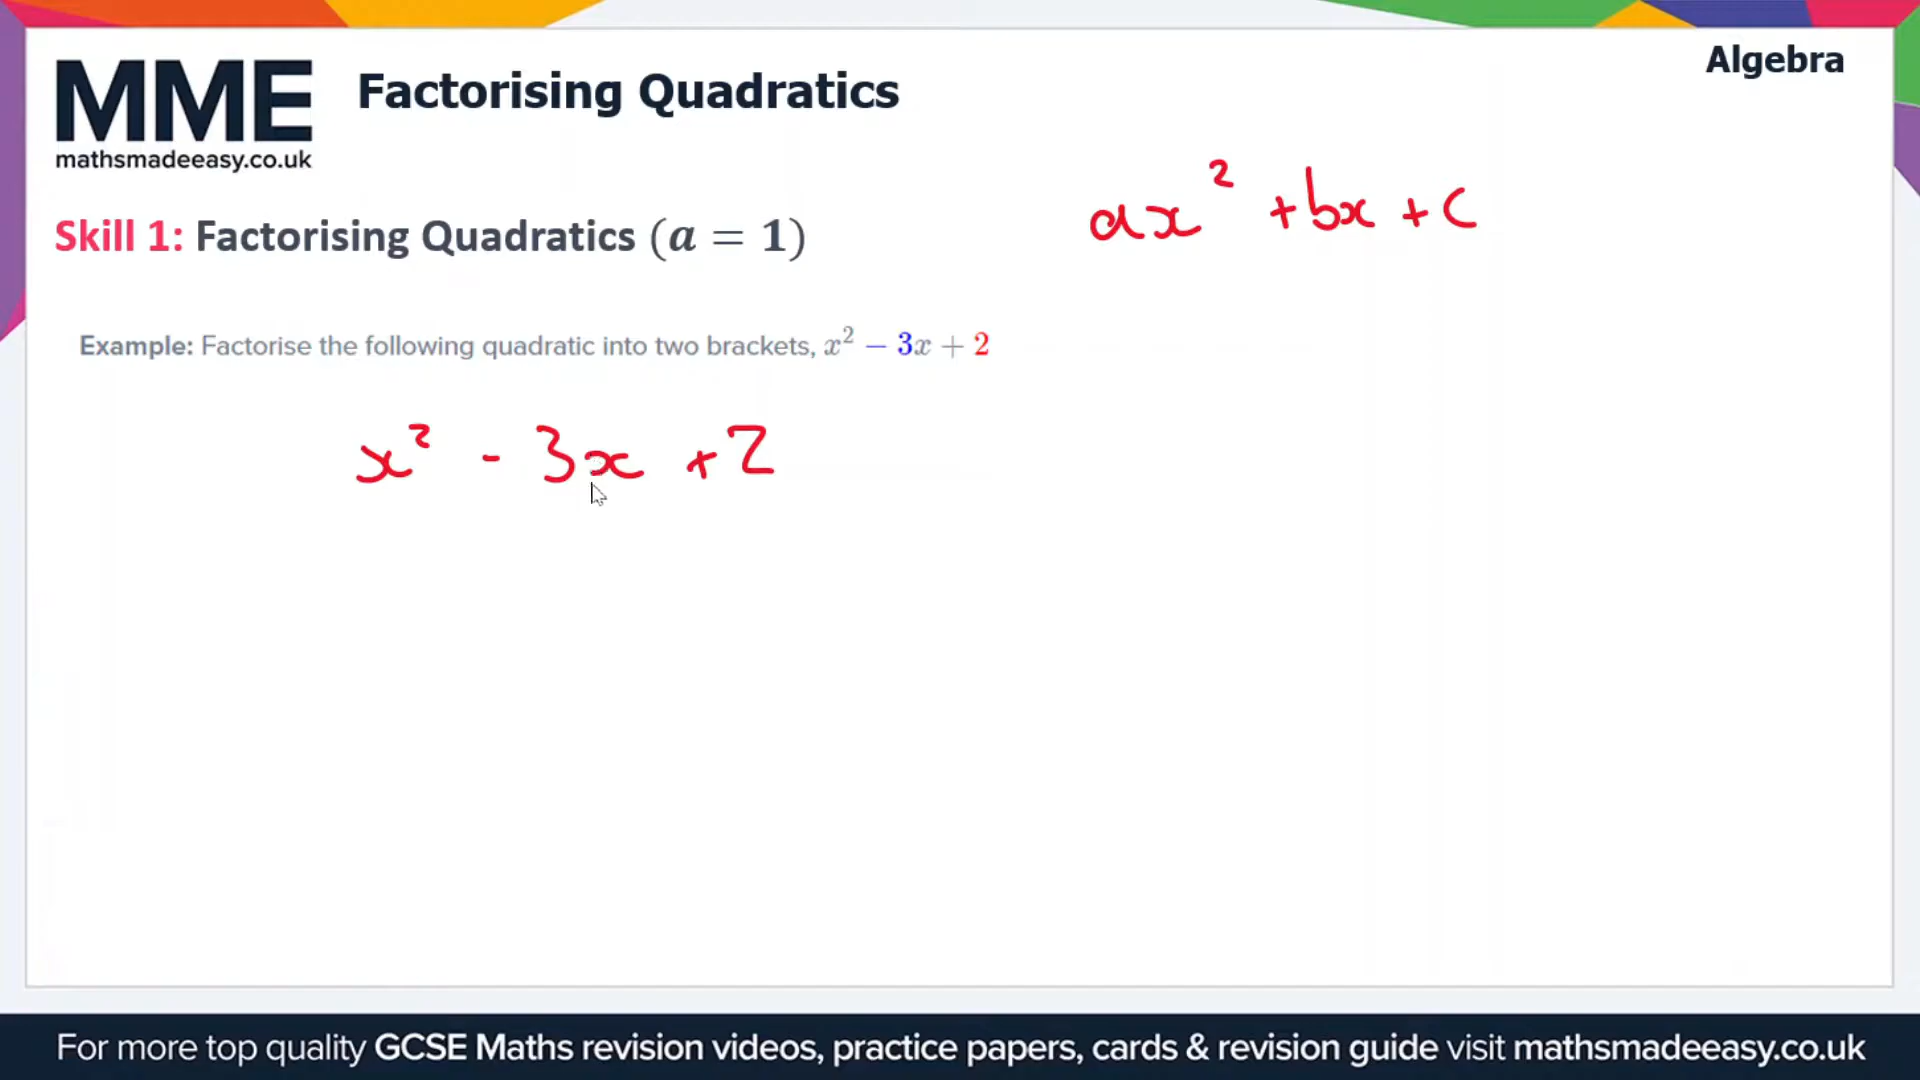 Algebra
MME
mathsmadeeasy.co.uk
Factorising Quadratics
ax² + bx + c
Skill 1: Factorising Quadratics (a = 1)
Example: Factorise the following quadratic into two brackets, x² − 3x + 2
x² - 3x + 2
For more top quality GCSE Maths revision videos, practice papers, cards & revision guide visit mathsmadeeasy.co.uk